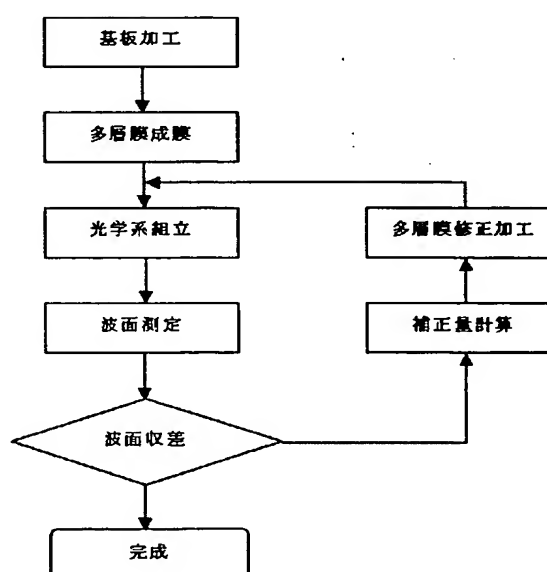 基板加工
多層膜成膜
光学系組立
多層膜修正加工
波面測定
補正量計算
波面収差
完成